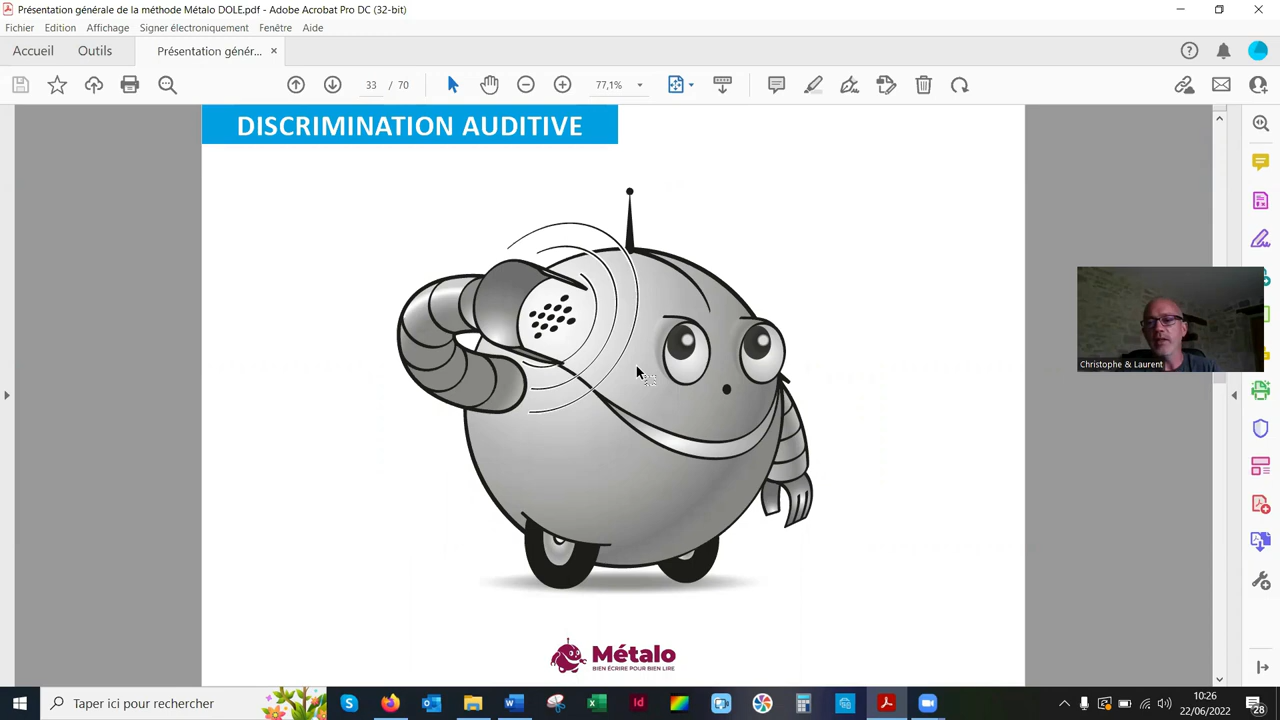 Présentation générale de la méthode Métalo DOLE.pdf - Adobe Acrobat Pro DC (32-bit)
Fichier Edition Affichage Signer électroniquement Fenêtre Aide
Accueil Outils Présentation génér... ×
33 / 70 77,1%
DISCRIMINATION AUDITIVE
Christophe & Laurent
Métalo
BIEN ÉCRIRE POUR BIEN LIRE
Tapez ici pour rechercher
10:26
22/06/2022
28